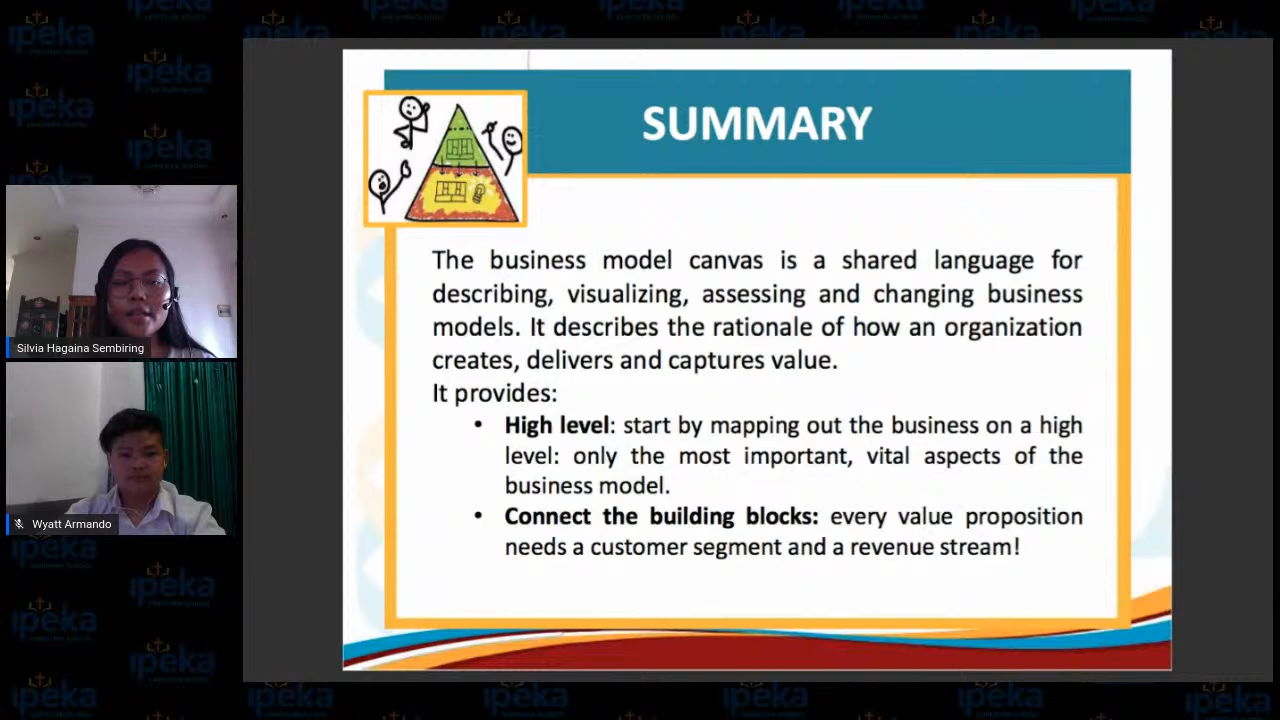 ipeka
SUMMARY
The business model canvas is a shared language for
describing, visualizing, assessing and changing business
models. It describes the rationale of how an organization
creates, delivers and captures value.
It provides:
• High level: start by mapping out the business on a high
level: only the most important, vital aspects of the
business model.
• Connect the building blocks: every value proposition
needs a customer segment and a revenue stream!
Silvia Hagaina Sembiring
Wyatt Armando